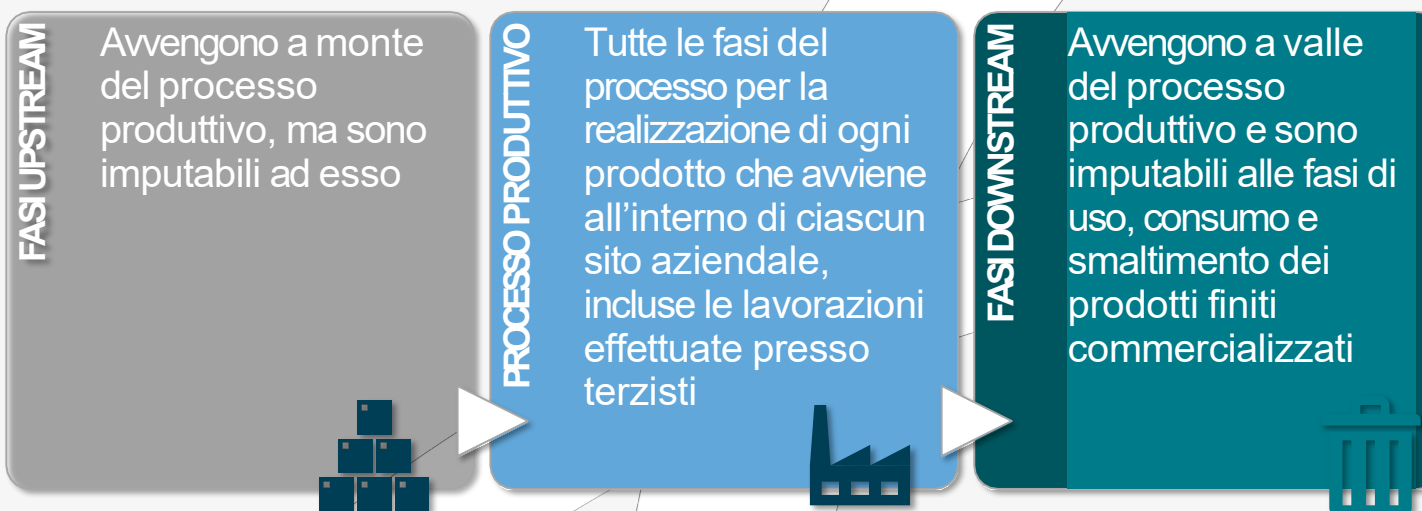 FASI UPSTREAM
Avvengono a monte
del processo
produttivo, ma sono
imputabili ad esso
PROCESSO PRODUTTIVO
Tutte le fasi del
processo per la
realizzazione di ogni
prodotto che avviene
all’interno di ciascun
sito aziendale,
incluse le lavorazioni
effettuate presso
terzisti
FASI DOWNSTREAM
Avvengono a valle
del processo
produttivo e sono
imputabili alle fasi di
uso, consumo e
smaltimento dei
prodotti finiti
commercializzati